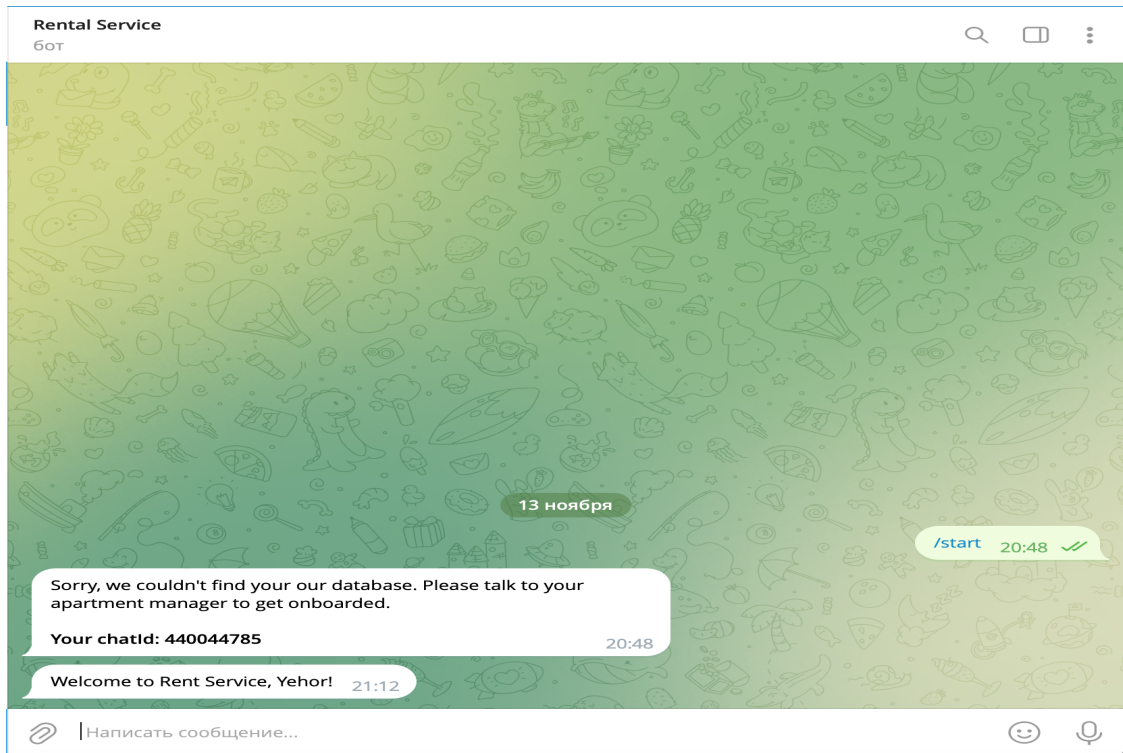 Rental Service
бот
13 ноября
/start 20:48
Sorry, we couldn't find your our database. Please talk to your
apartment manager to get onboarded.
Your chatId: 440044785
20:48
Welcome to Rent Service, Yehor! 21:12
Написать сообщение...